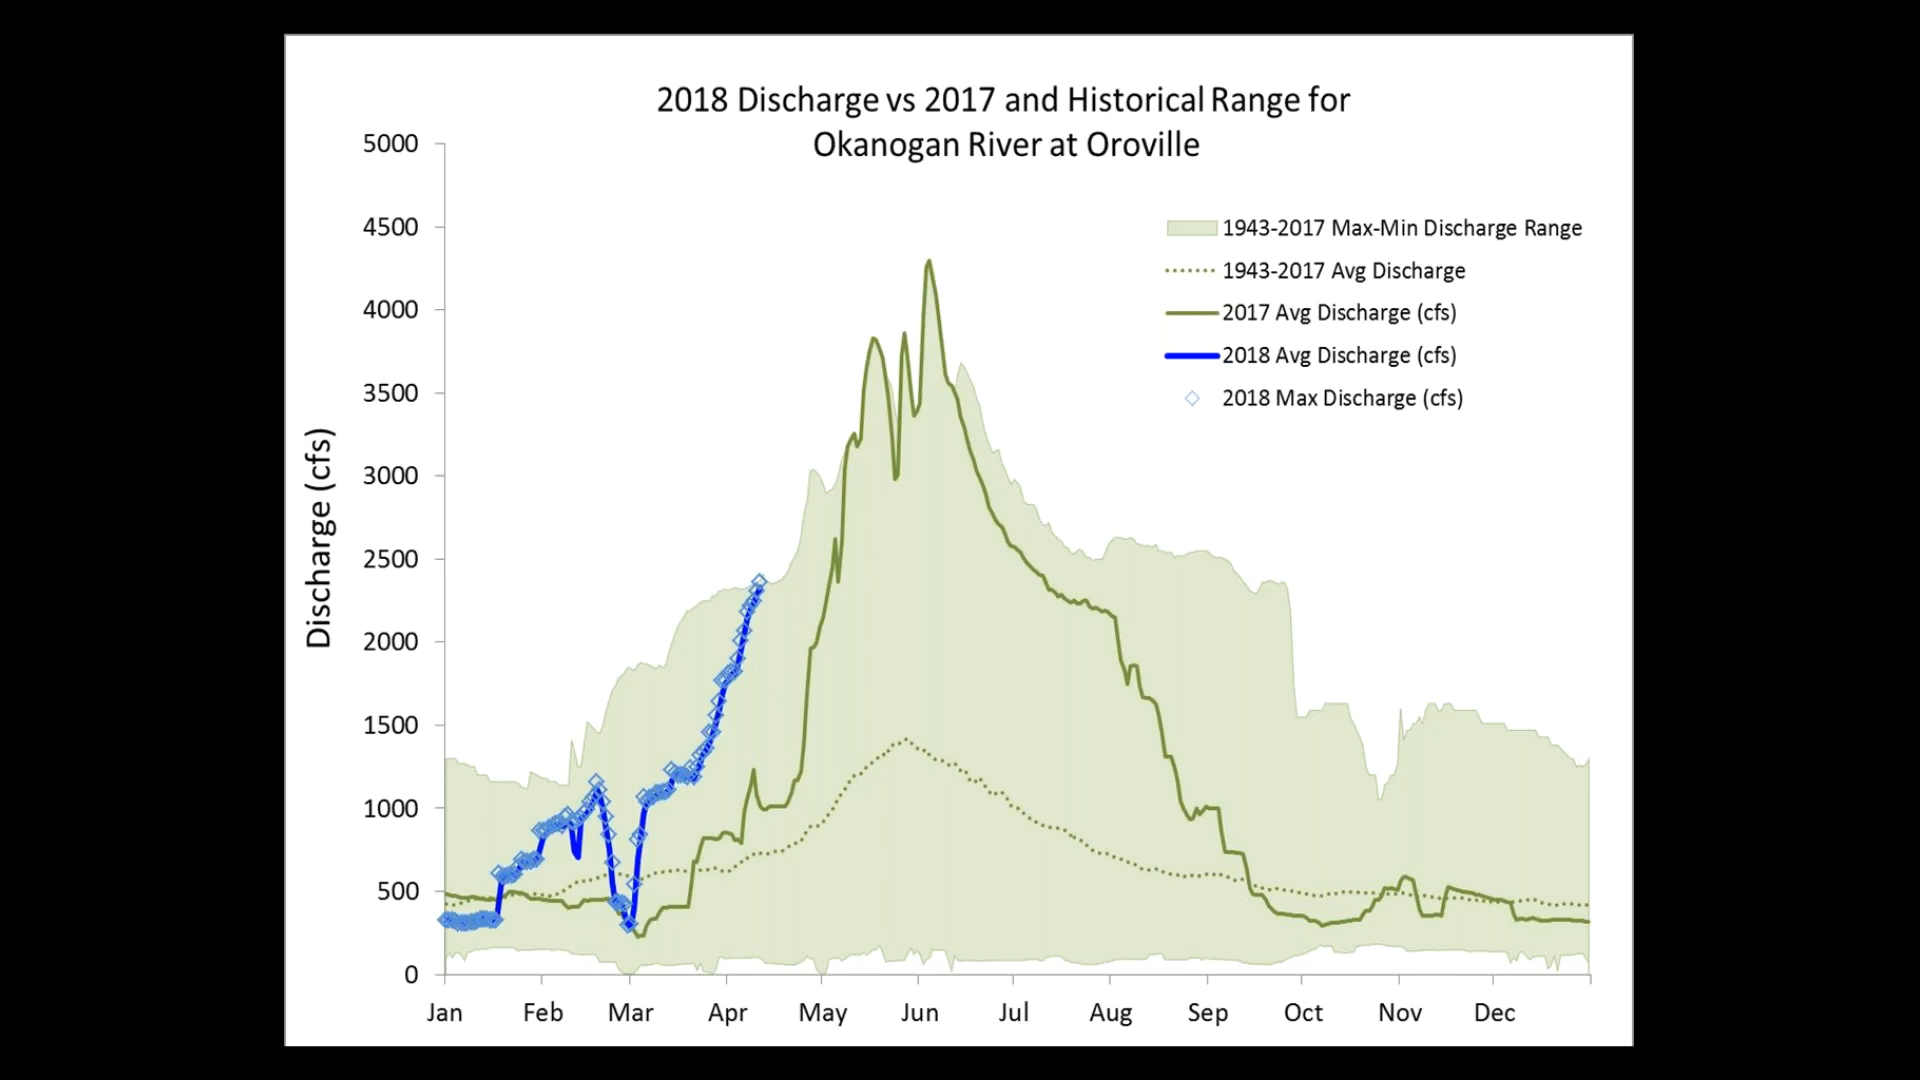 2018 Discharge vs 2017 and Historical Range for
Okanogan River at Oroville
5000
4500
4000
3500
3000
2500
2000
1500
1000
500
0
Discharge (cfs)
1943-2017 Max-Min Discharge Range
1943-2017 Avg Discharge
2017 Avg Discharge (cfs)
2018 Avg Discharge (cfs)
2018 Max Discharge (cfs)
Jan Feb Mar Apr May Jun Jul Aug Sep Oct Nov Dec